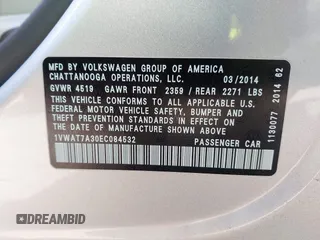 MFD BY VOLKSWAGEN GROUP OF AMERICA
CHATTANOOGA OPERATIONS, LLC. 03/2014
GVWR 4519 GAWR FRONT 2359 / REAR 2271 LBS
THIS VEHICLE CONFORMS TO ALL APPLICABLE
U.S. FEDERAL MOTOR VEHICLE SAFETY, BUMPER AND
THEFT PREVENTION STANDARDS IN EFFECT ON THE
DATE OF MANUFACTURE SHOWN ABOVE.
1VWAT7A30EC084532 PASSENGER CAR
1130077 2014 62
DREAMBID